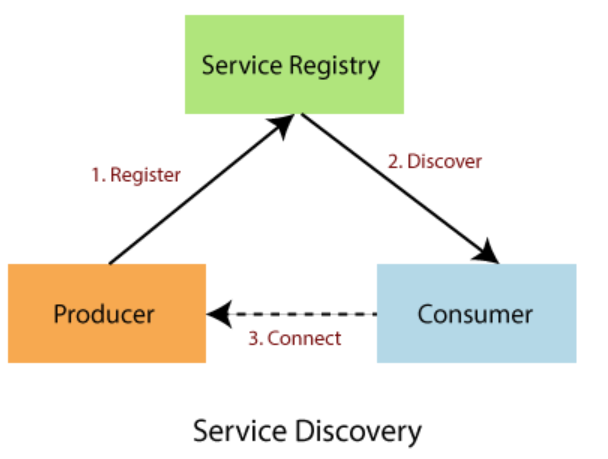 Service Registry
1. Register
2. Discover
Producer
Consumer
3. Connect
Service Discovery